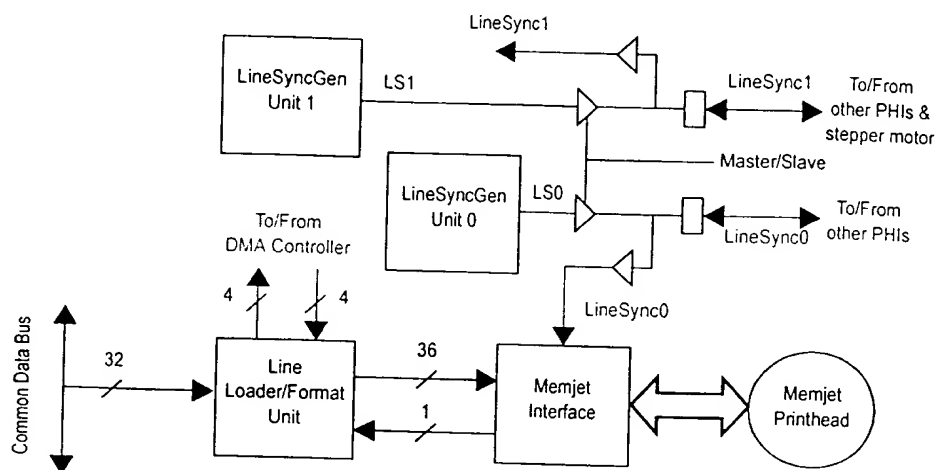 LineSync1
LineSyncGen
Unit 1
LS1
LineSync1
To/From
other PHIs &
stepper motor
Master/Slave
LineSyncGen
Unit 0
LS0
LineSync0
To/From
other PHIs
To/From
DMA Controller
4
4
LineSync0
Common Data Bus
32
Line
Loader/Format
Unit
36
1
Memjet
Interface
Memjet
Printhead